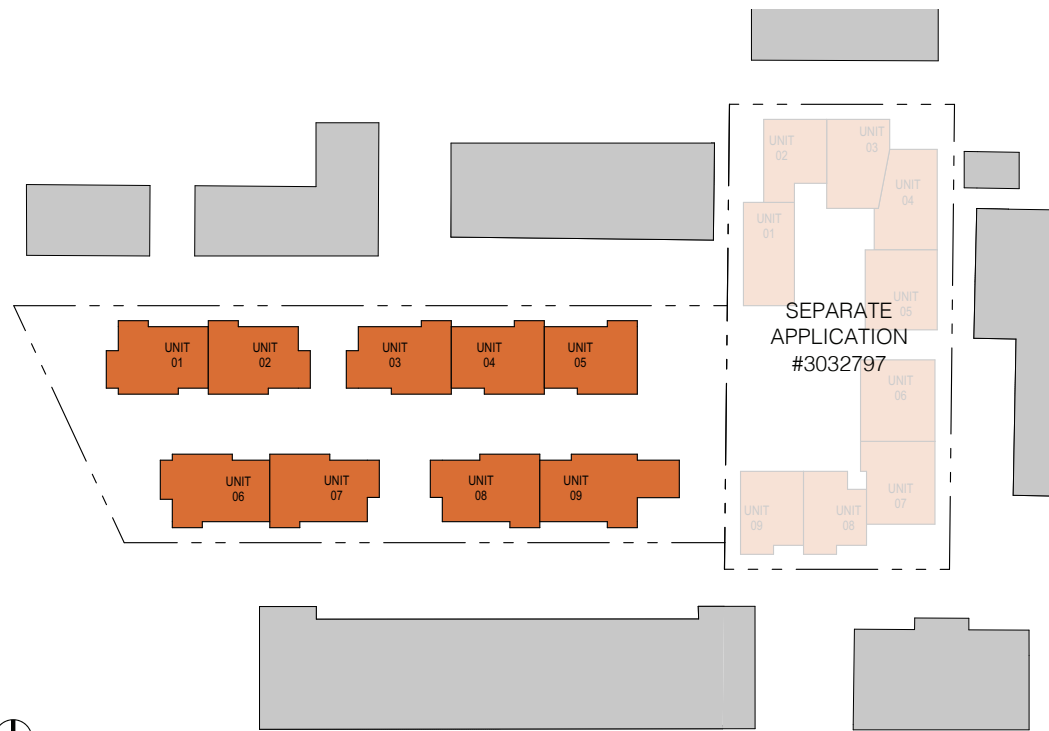 UNIT
02
UNIT
03
UNIT
04
UNIT
01
UNIT
05
SEPARATE
APPLICATION
#3032797
UNIT
01
UNIT
02
UNIT
03
UNIT
04
UNIT
05
UNIT
06
UNIT
06
UNIT
07
UNIT
08
UNIT
09
UNIT
07
UNIT
09
UNIT
08